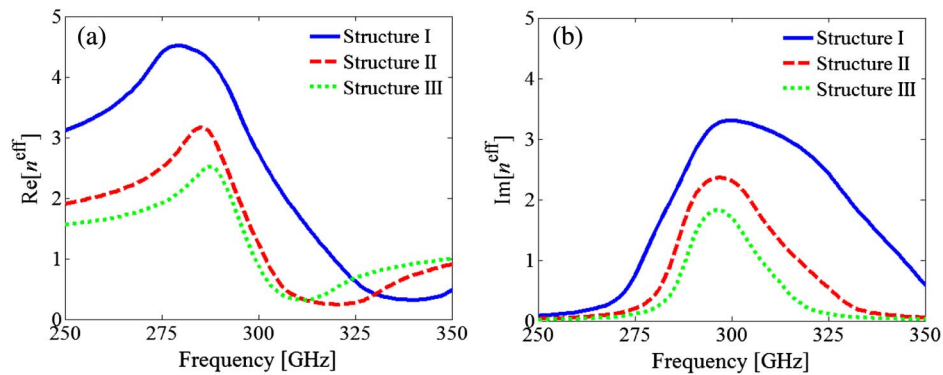 (a)
Structure I
Structure II
Structure III
5
4
3
2
1
0
Re[n^eff]
250
275
300
325
350
Frequency [GHz]
(b)
Structure I
Structure II
Structure III
5
4
3
2
1
0
Im[n^eff]
250
275
300
325
350
Frequency [GHz]